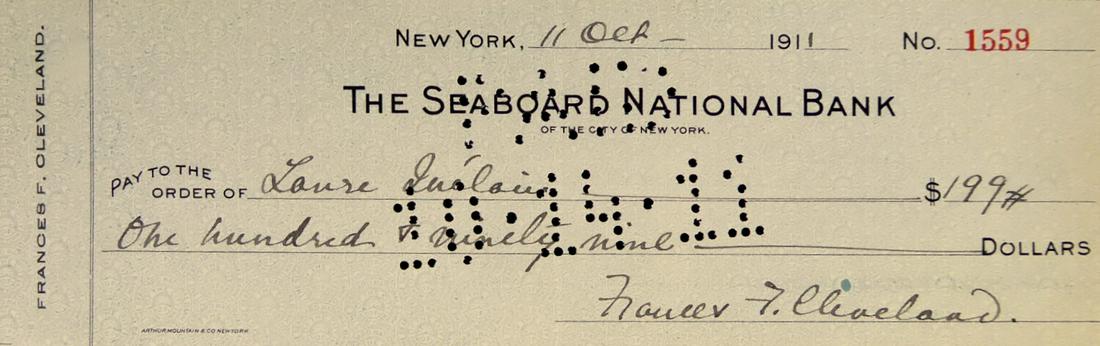 FRANCES F. CLEVELAND.
NEW YORK, 11 Oct 1911 No. 1559
THE SEABOARD NATIONAL BANK
OF THE CITY OF NEW YORK.
PAY TO THE
ORDER OF $199
One hundred & ninety nine DOLLARS
Frances F. Cleveland.
ARTHUR MOUNTAIN & CO NEW YORK